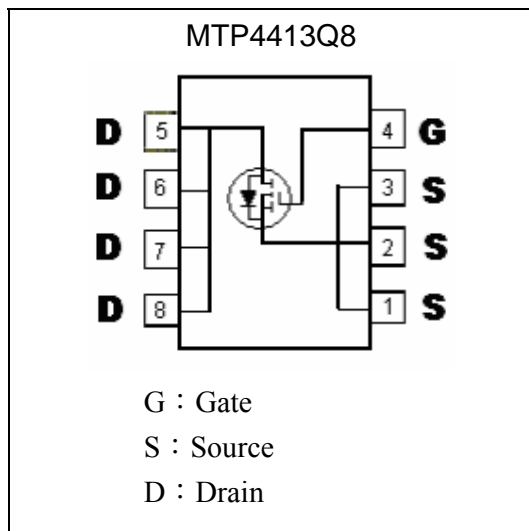 MTP4413Q8
D 5 4 G
D 6 3 S
D 7 2 S
D 8 1 S
G：Gate
S：Source
D：Drain